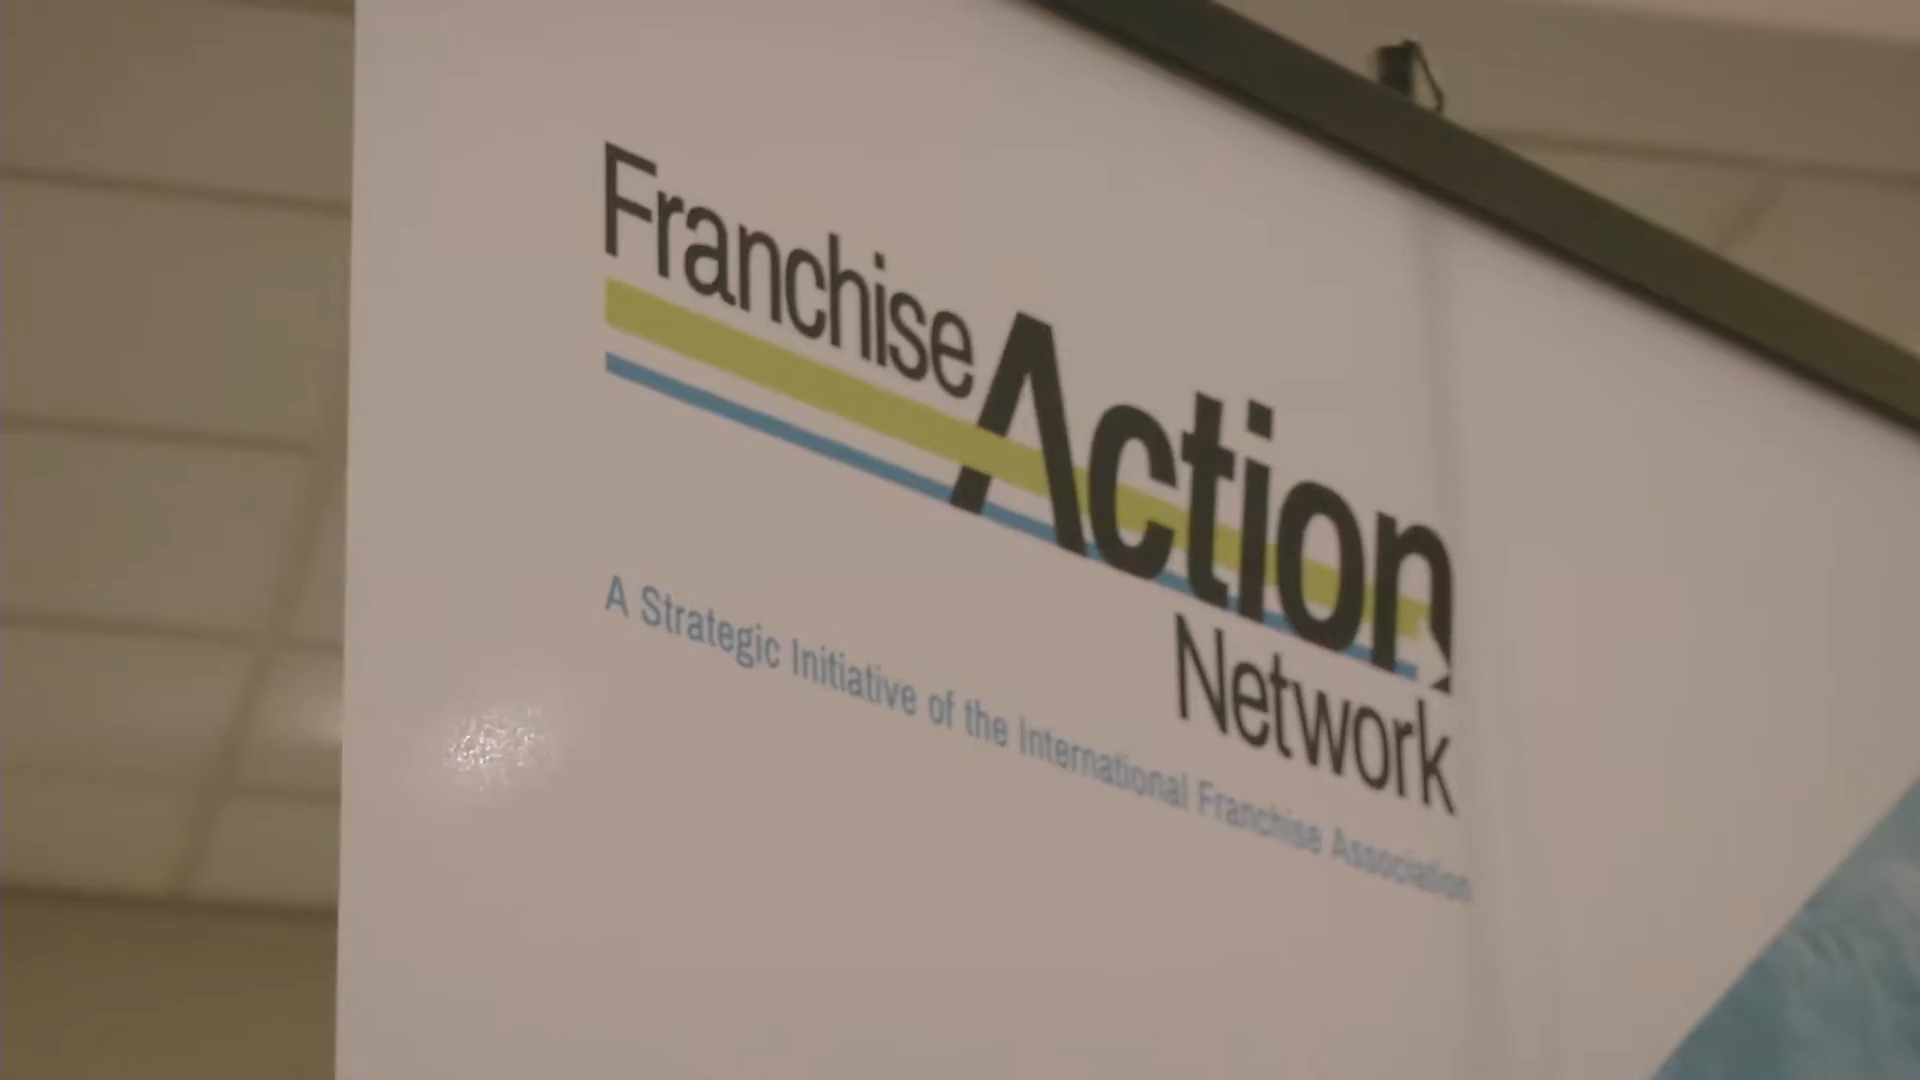 Franchise Action
Network
A Strategic Initiative of the International Franchise Association